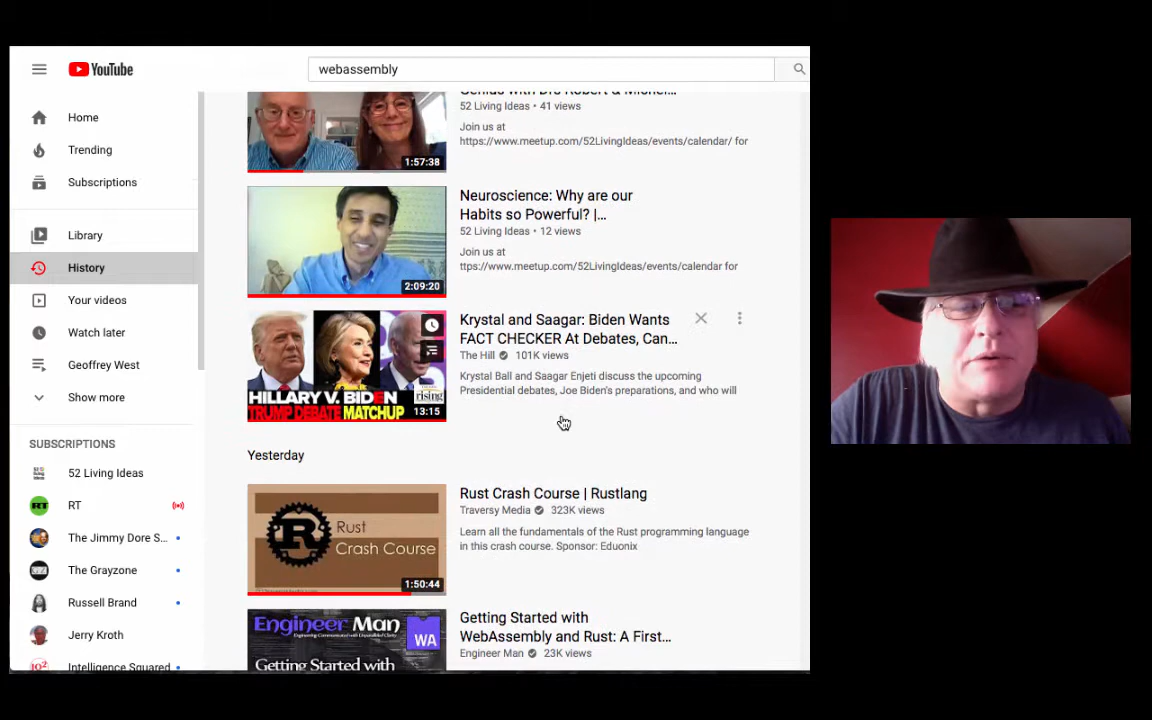 YouTube
webassembly
Home
Trending
Subscriptions
Library
History
Your videos
Watch later
Geoffrey West
Show more
SUBSCRIPTIONS
52 Living Ideas
RT
The Jimmy Dore S...
The Grayzone
Russell Brand
Jerry Kroth
Intelligence Squared
Genius with Drs Robert & Michel...
52 Living Ideas • 41 views
Join us at
https://www.meetup.com/52LivingIdeas/events/calendar/ for
1:57:38
Neuroscience: Why are our
Habits so Powerful? |...
52 Living Ideas • 12 views
Join us at
ttps://www.meetup.com/52LivingIdeas/events/calendar for
2:09:20
Krystal and Saagar: Biden Wants
FACT CHECKER At Debates, Can...
The Hill 101K views
Krystal Ball and Saagar Enjeti discuss the upcoming
Presidential debates, Joe Biden's preparations, and who will
HILLARY V. BIDEN
TRUMP DEBATE MATCHUP
rising
13:15
Yesterday
Rust Crash Course | Rustlang
Traversy Media 323K views
Learn all the fundamentals of the Rust programming language
in this crash course. Sponsor: Eduonix
R
Rust
Crash Course
1:50:44
Getting Started with
WebAssembly and Rust: A First...
Engineer Man 23K views
Engineer Man
WA
Getting Started with